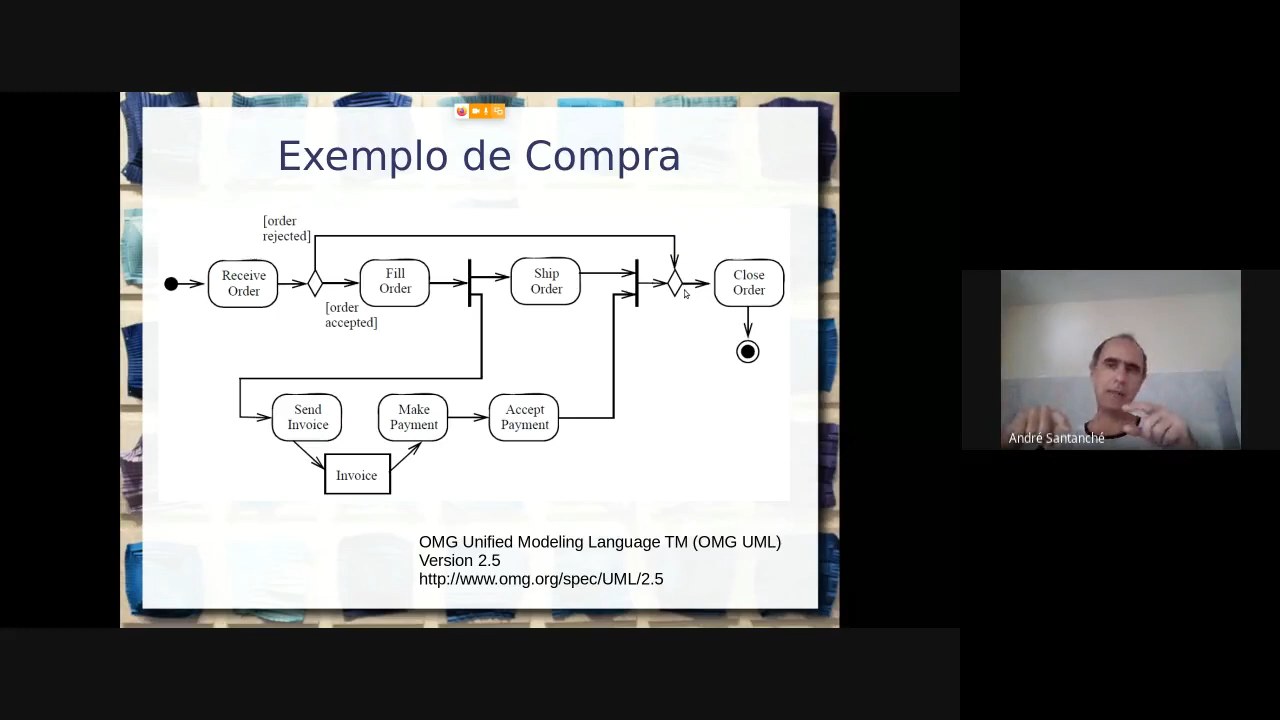 Exemplo de Compra
[order
rejected]
Receive
Order
Fill
Order
Ship
Order
Close
Order
[order
accepted]
Send
Invoice
Make
Payment
Accept
Payment
Invoice
OMG Unified Modeling Language TM (OMG UML)
Version 2.5
http://www.omg.org/spec/UML/2.5
André Santanchè